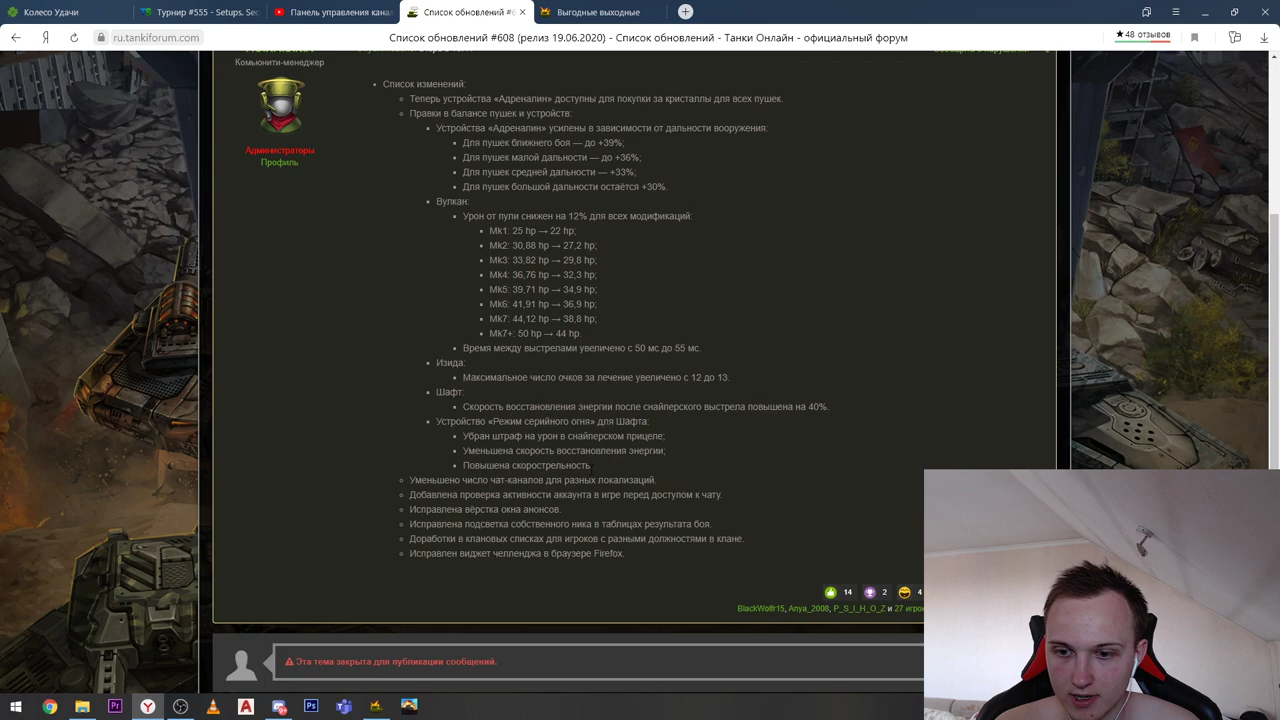 Колесо Удачи
Турнир #555 – Setups. Sec
Панель управления кана
Список обновлений #6
Выгодные выходные
ru.tankiforum.com
Список обновлений #608 (релиз 19.06.2020) - Список обновлений - Танки Онлайн - официальный форум
★ 48 отзывов
Комьюнити-менеджер
Администраторы
Профиль
Список изменений:
Теперь устройства «Адреналин» доступны для покупки за кристаллы для всех пушек.
Правки в балансе пушек и устройств:
Устройства «Адреналин» усилены в зависимости от дальности вооружения:
Для пушек ближнего боя — до +39%;
Для пушек малой дальности — до +36%;
Для пушек средней дальности — +33%;
Для пушек большой дальности остаётся +30%.
Вулкан:
Урон от пули снижен на 12% для всех модификаций:
Mk1: 25 hp → 22 hp;
Mk2: 30,88 hp → 27,2 hp;
Mk3: 33,82 hp → 29,8 hp;
Mk4: 36,76 hp → 32,3 hp;
Mk5: 39,71 hp → 34,9 hp;
Mk6: 41,91 hp → 36,9 hp;
Mk7: 44,12 hp → 38,8 hp;
Mk7+: 50 hp → 44 hp.
Время между выстрелами увеличено с 50 мс до 55 мс.
Изида:
Максимальное число очков за лечение увеличено с 12 до 13.
Шафт:
Скорость восстановления энергии после снайперского выстрела повышена на 40%.
Устройство «Режим серийного огня» для Шафта:
Убран штраф на урон в снайперском прицеле;
Уменьшена скорость восстановления энергии;
Повышена скорострельность.
Уменьшено число чат-каналов для разных локализаций.
Добавлена проверка активности аккаунта в игре перед доступом к чату.
Исправлена вёрстка окна анонсов.
Исправлена подсветка собственного ника в таблицах результата боя.
Доработки в клановых списках для игроков с разными должностями в клане.
Исправлен виджет челленджа в браузере Firefox.
14 2 4
BlackWolfr15, Anya_2008, P_S_I_H_O_Z и 27 игрок
Эта тема закрыта для публикации сообщений.